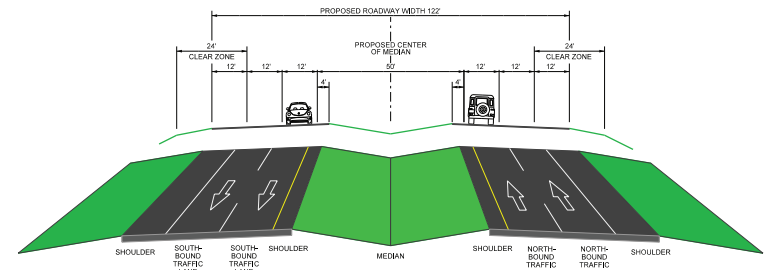 PROPOSED ROADWAY WIDTH 122'
PROPOSED CENTER
OF MEDIAN
24'
CLEAR ZONE
24'
CLEAR ZONE
12' 12' 12' 50' 12' 12' 12'
4' 4'
SHOULDER
SOUTH-
BOUND
TRAFFIC
SOUTH-
BOUND
TRAFFIC
SHOULDER
MEDIAN
SHOULDER
NORTH-
BOUND
TRAFFIC
NORTH-
BOUND
TRAFFIC
SHOULDER